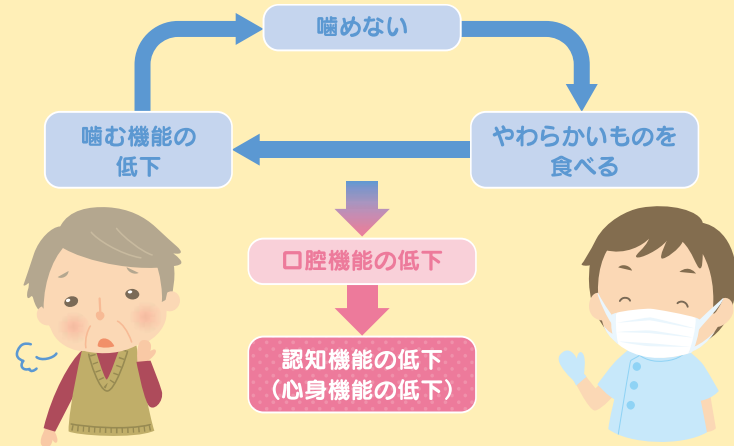 噛めない
噛む機能の
低下
やわらかいものを
食べる
口腔機能の低下
認知機能の低下
（心身機能の低下）